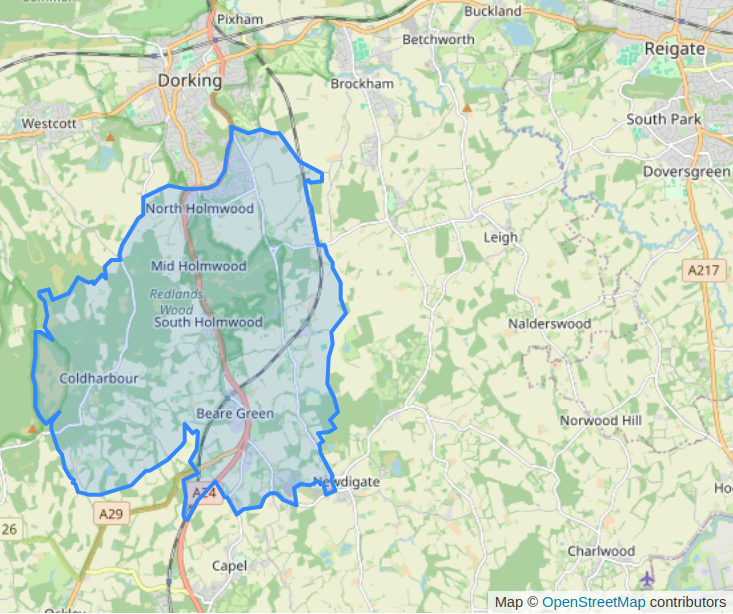 Pixham
Buckland
Betchworth
Reigate
Dorking
Brockham
Westcott
South Park
Doversgreen
North Holmwood
Leigh
Mid Holmwood
A217
Redlands
Wood
South Holmwood
Nalderswood
Coldharbour
Beare Green
Norwood Hill
Newdigate
A24
Ho
A29
26
Charlwood
Capel
Ockley
Map © OpenStreetMap contributors